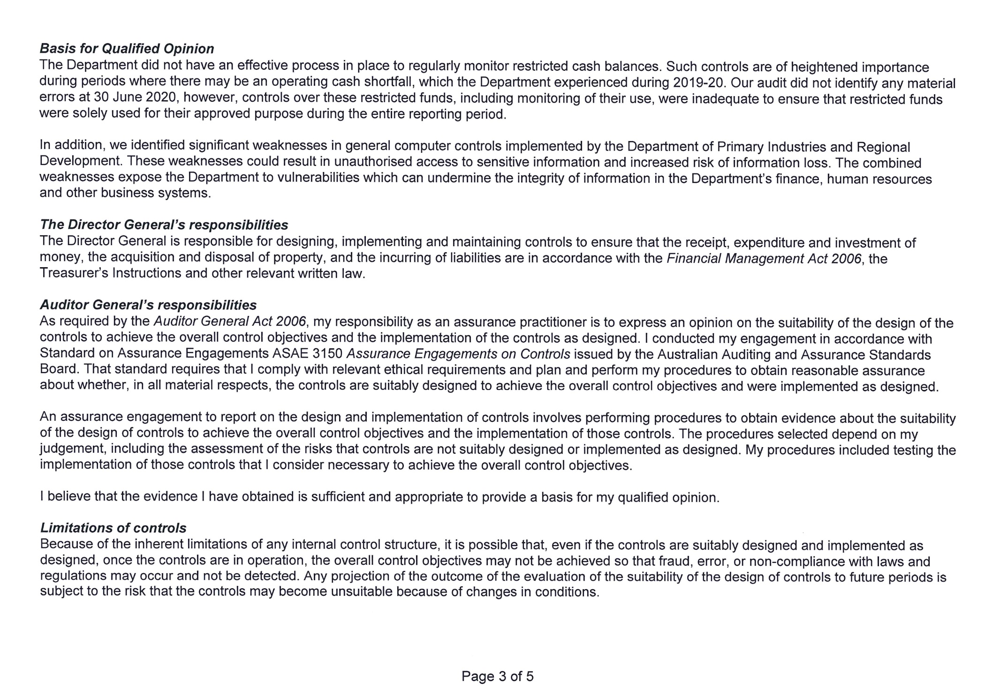 Basis for Qualified Opinion
The Department did not have an effective process in place to regularly monitor restricted cash balances. Such controls are of heightened importance
during periods where there may be an operating cash shortfall, which the Department experienced during 2019-20. Our audit did not identify any material
errors at 30 June 2020, however, controls over these restricted funds, including monitoring of their use, were inadequate to ensure that restricted funds
were solely used for their approved purpose during the entire reporting period.
In addition, we identified significant weaknesses in general computer controls implemented by the Department of Primary Industries and Regional
Development. These weaknesses could result in unauthorised access to sensitive information and increased risk of information loss. The combined
weaknesses expose the Department to vulnerabilities which can undermine the integrity of information in the Department's finance, human resources
and other business systems.
The Director General's responsibilities
The Director General is responsible for designing, implementing and maintaining controls to ensure that the receipt, expenditure and investment of
money, the acquisition and disposal of property, and the incurring of liabilities are in accordance with the Financial Management Act 2006, the
Treasurer's Instructions and other relevant written law.
Auditor General's responsibilities
As required by the Auditor General Act 2006, my responsibility as an assurance practitioner is to express an opinion on the suitability of the design of the
controls to achieve the overall control objectives and the implementation of the controls as designed. I conducted my engagement in accordance with
Standard on Assurance Engagements ASAE 3150 Assurance Engagements on Controls issued by the Australian Auditing and Assurance Standards
Board. That standard requires that I comply with relevant ethical requirements and plan and perform my procedures to obtain reasonable assurance
about whether, in all material respects, the controls are suitably designed to achieve the overall control objectives and were implemented as designed.
An assurance engagement to report on the design and implementation of controls involves performing procedures to obtain evidence about the suitability
of the design of controls to achieve the overall control objectives and the implementation of those controls. The procedures selected depend on my
judgement, including the assessment of the risks that controls are not suitably designed or implemented as designed. My procedures included testing the
implementation of those controls that I consider necessary to achieve the overall control objectives.
I believe that the evidence I have obtained is sufficient and appropriate to provide a basis for my qualified opinion.
Limitations of controls
Because of the inherent limitations of any internal control structure, it is possible that, even if the controls are suitably designed and implemented as
designed, once the controls are in operation, the overall control objectives may not be achieved so that fraud, error, or non-compliance with laws and
regulations may occur and not be detected. Any projection of the outcome of the evaluation of the suitability of the design of controls to future periods is
subject to the risk that the controls may become unsuitable because of changes in conditions.
Page 3 of 5